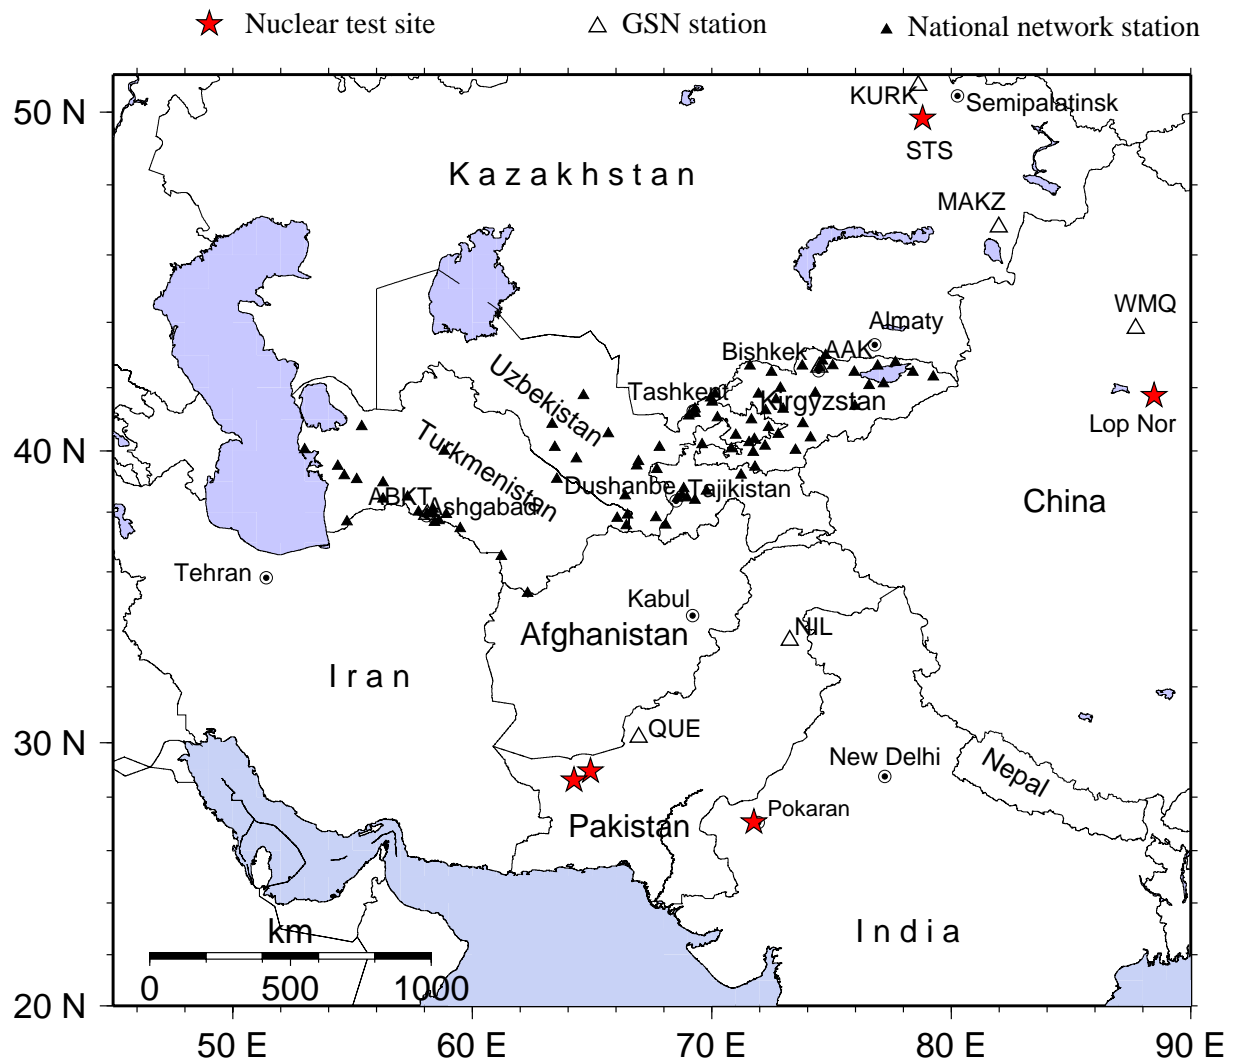 Nuclear test site
GSN station
National network station
50 N
KURK
Semipalatinsk
STS
Kazakhstan
MAKZ
WMQ
Almaty
Bishkek
AAK
Uzbekistan
Tashkent
Kirgyzstan
Lop Nor
40 N
Turkmenistan
Dushanbe
Tajikistan
ABKT
Ashgabad
China
Tehran
Kabul
NIL
Afghanistan
Iran
QUE
30 N
New Delhi
Nepal
Pokaran
Pakistan
India
km
0 500 1000
20 N
50 E 60 E 70 E 80 E 90 E